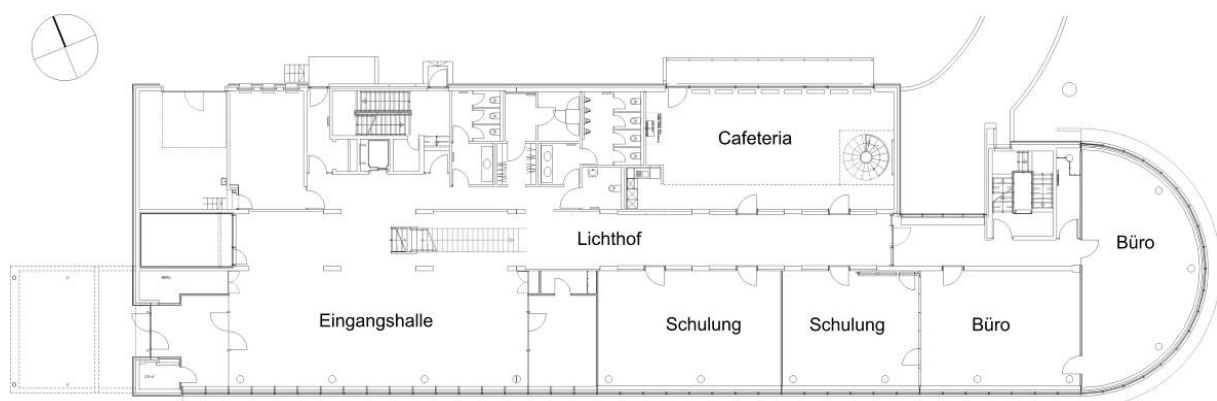 Cafeteria
Lichthof
Büro
Eingangshalle
Schulung
Schulung
Büro